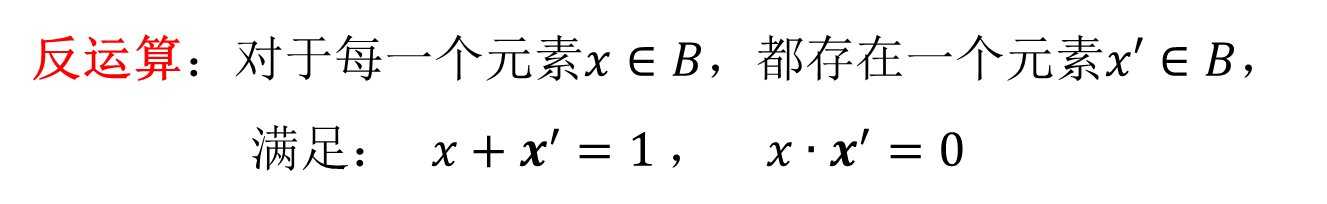 反运算：对于每一个元素x ∈ B，都存在一个元素x′ ∈ B，
满足： x + x′ = 1 ， x · x′ = 0